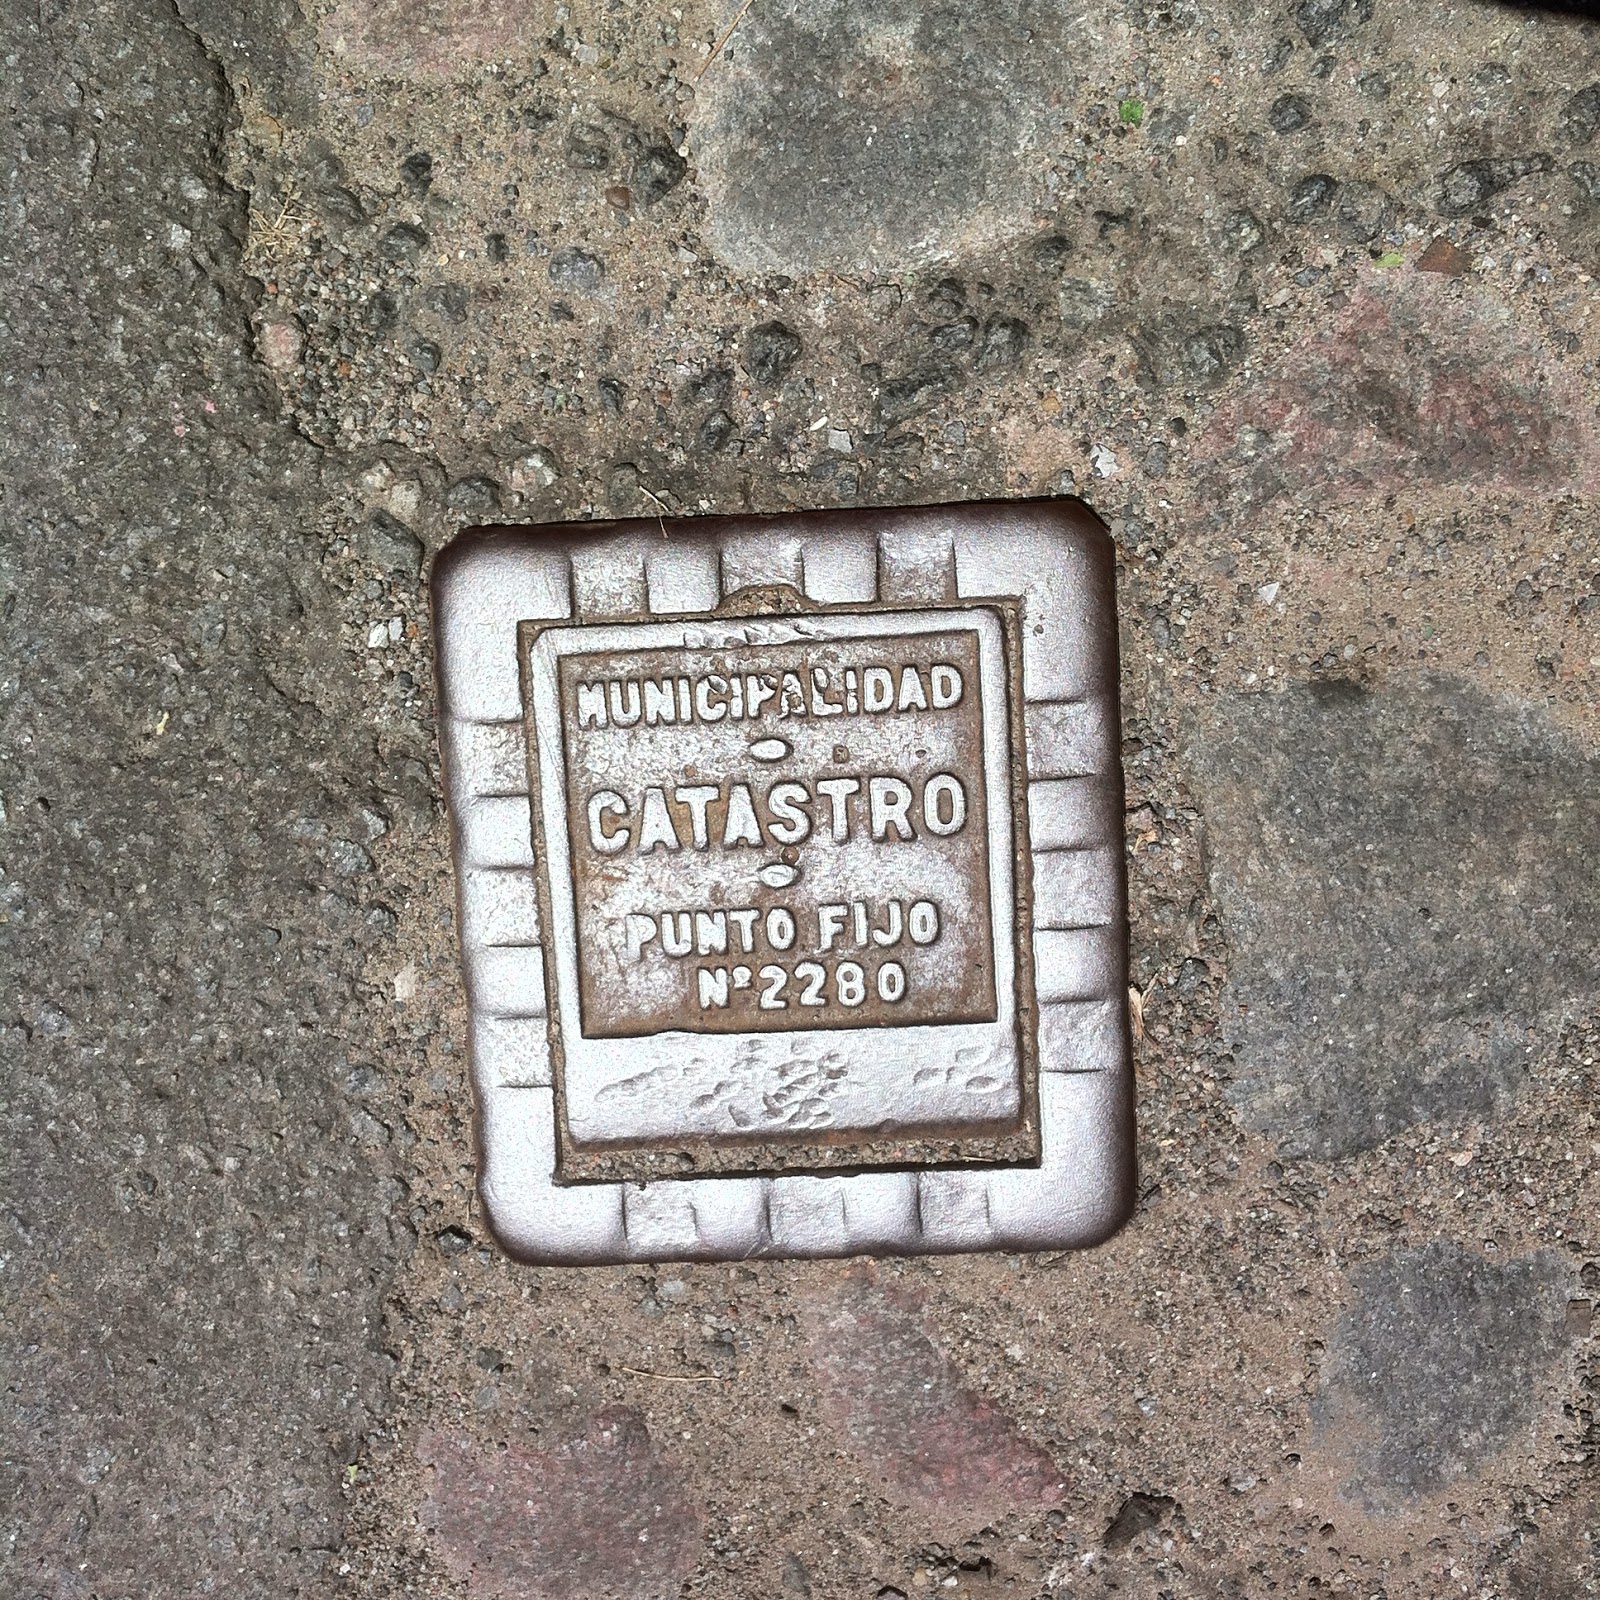 MUNICIPALIDAD
CATASTRO
PUNTO FIJO
Nº2280